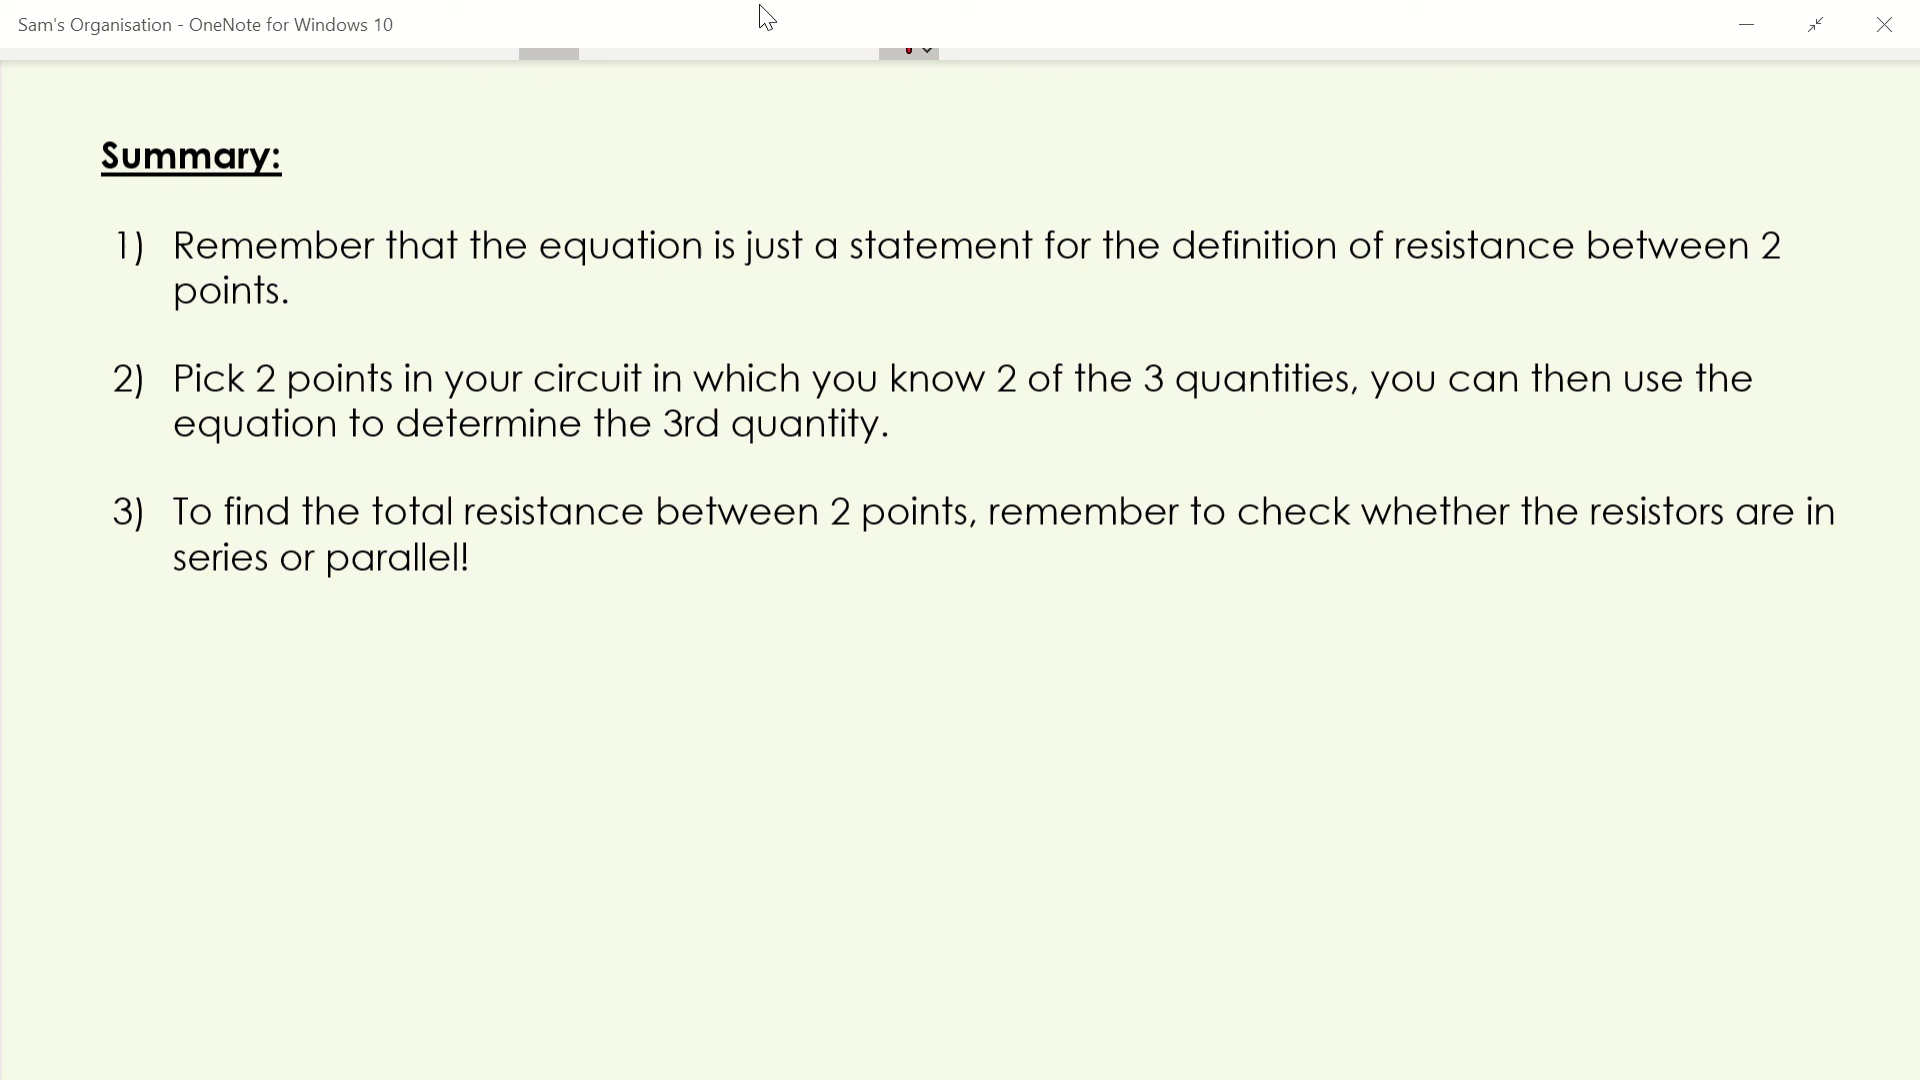 Sam's Organisation - OneNote for Windows 10
Summary:
1) Remember that the equation is just a statement for the definition of resistance between 2
points.
2) Pick 2 points in your circuit in which you know 2 of the 3 quantities, you can then use the
equation to determine the 3rd quantity.
3) To find the total resistance between 2 points, remember to check whether the resistors are in
series or parallel!